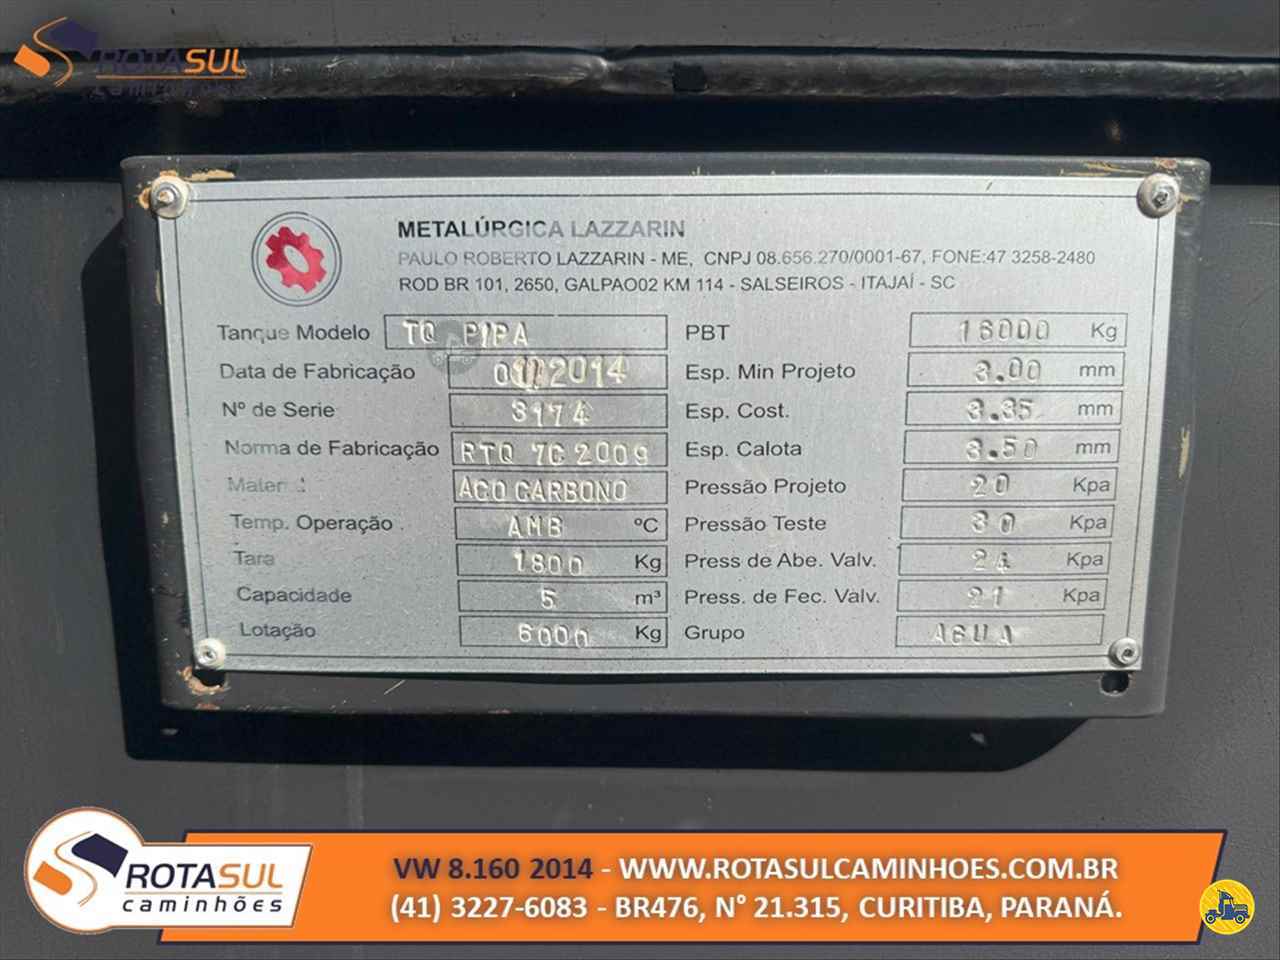 ROTASUL
caminhões
METALÚRGICA LAZZARIN
PAULO ROBERTO LAZZARIN - ME, CNPJ 08.656.270/0001-67, FONE:47 3258-2480
ROD BR 101, 2650, GALPAO02 KM 114 - SALSEIROS - ITAJAÍ - SC
Tanque Modelo TQ PIPA
Data de Fabricação 2014
Nº de Serie 3174
Norma de Fabricação RTQ 7C 2009
Material ACO CARBONO
Temp. Operação AMB ºC
Tara 1800 Kg
Capacidade 5 m³
Lotação 6000 Kg
PBT 16000 Kg
Esp. Min Projeto 3.00 mm
Esp. Cost. 3.35 mm
Esp. Calota 3.50 mm
Pressão Projeto 20 Kpa
Pressão Teste 30 Kpa
Press de Abe. Valv. 24 Kpa
Press. de Fec. Valv. 21 Kpa
Grupo AGUA
ROTASUL
caminhões
VW 8.160 2014 - WWW.ROTASULCAMINHOES.COM.BR
(41) 3227-6083 - BR476, N° 21.315, CURITIBA, PARANÁ.